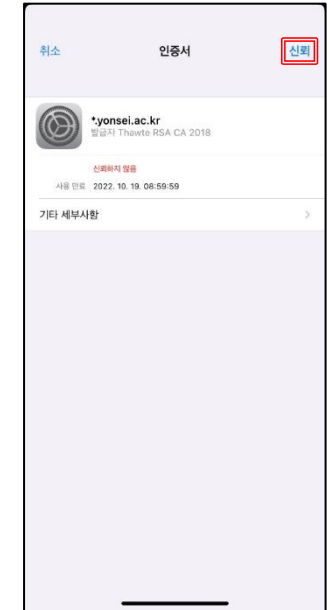 취소 인증서 신뢰
*.yonsei.ac.kr
발급자 Thawte RSA CA 2018
신뢰하지 않음
사용 만료 2022. 10. 19. 08:59:59
기타 세부사항